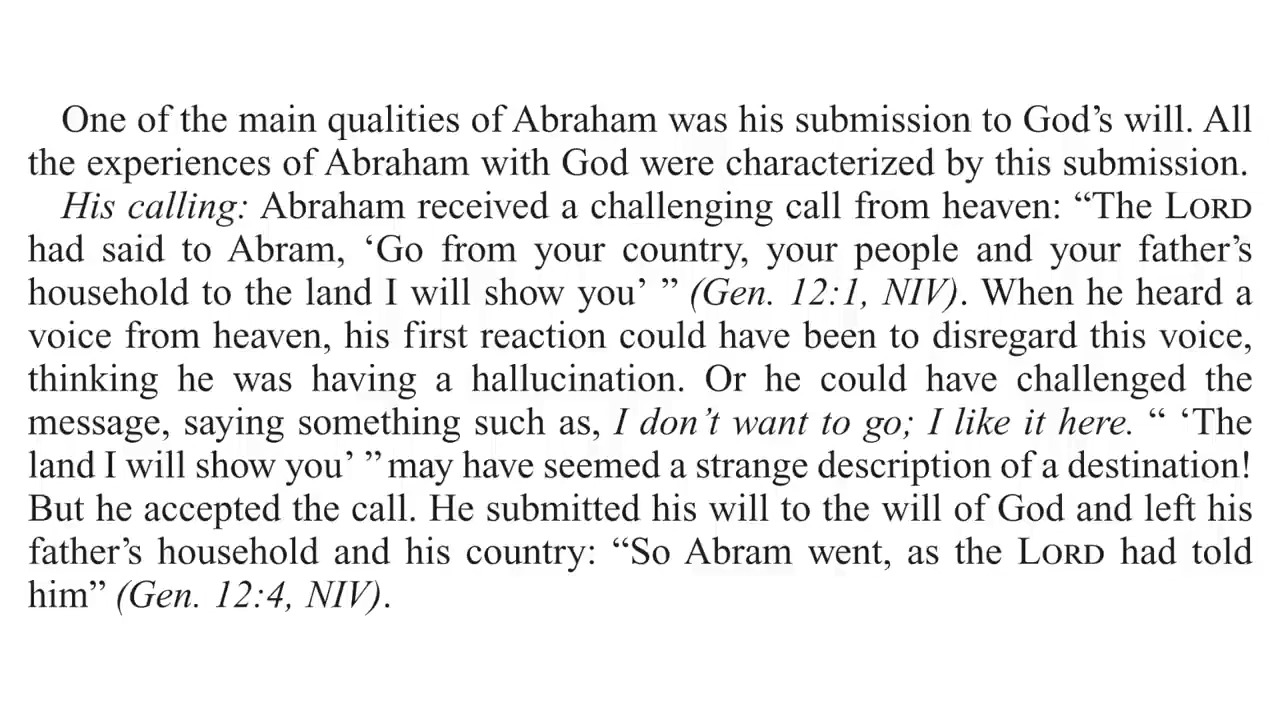 One of the main qualities of Abraham was his submission to God’s will. All
the experiences of Abraham with God were characterized by this submission.
His calling: Abraham received a challenging call from heaven: “The LORD
had said to Abram, ‘Go from your country, your people and your father’s
household to the land I will show you’ ” (Gen. 12:1, NIV). When he heard a
voice from heaven, his first reaction could have been to disregard this voice,
thinking he was having a hallucination. Or he could have challenged the
message, saying something such as, I don’t want to go; I like it here. “ ‘The
land I will show you’ ” may have seemed a strange description of a destination!
But he accepted the call. He submitted his will to the will of God and left his
father’s household and his country: “So Abram went, as the LORD had told
him” (Gen. 12:4, NIV).